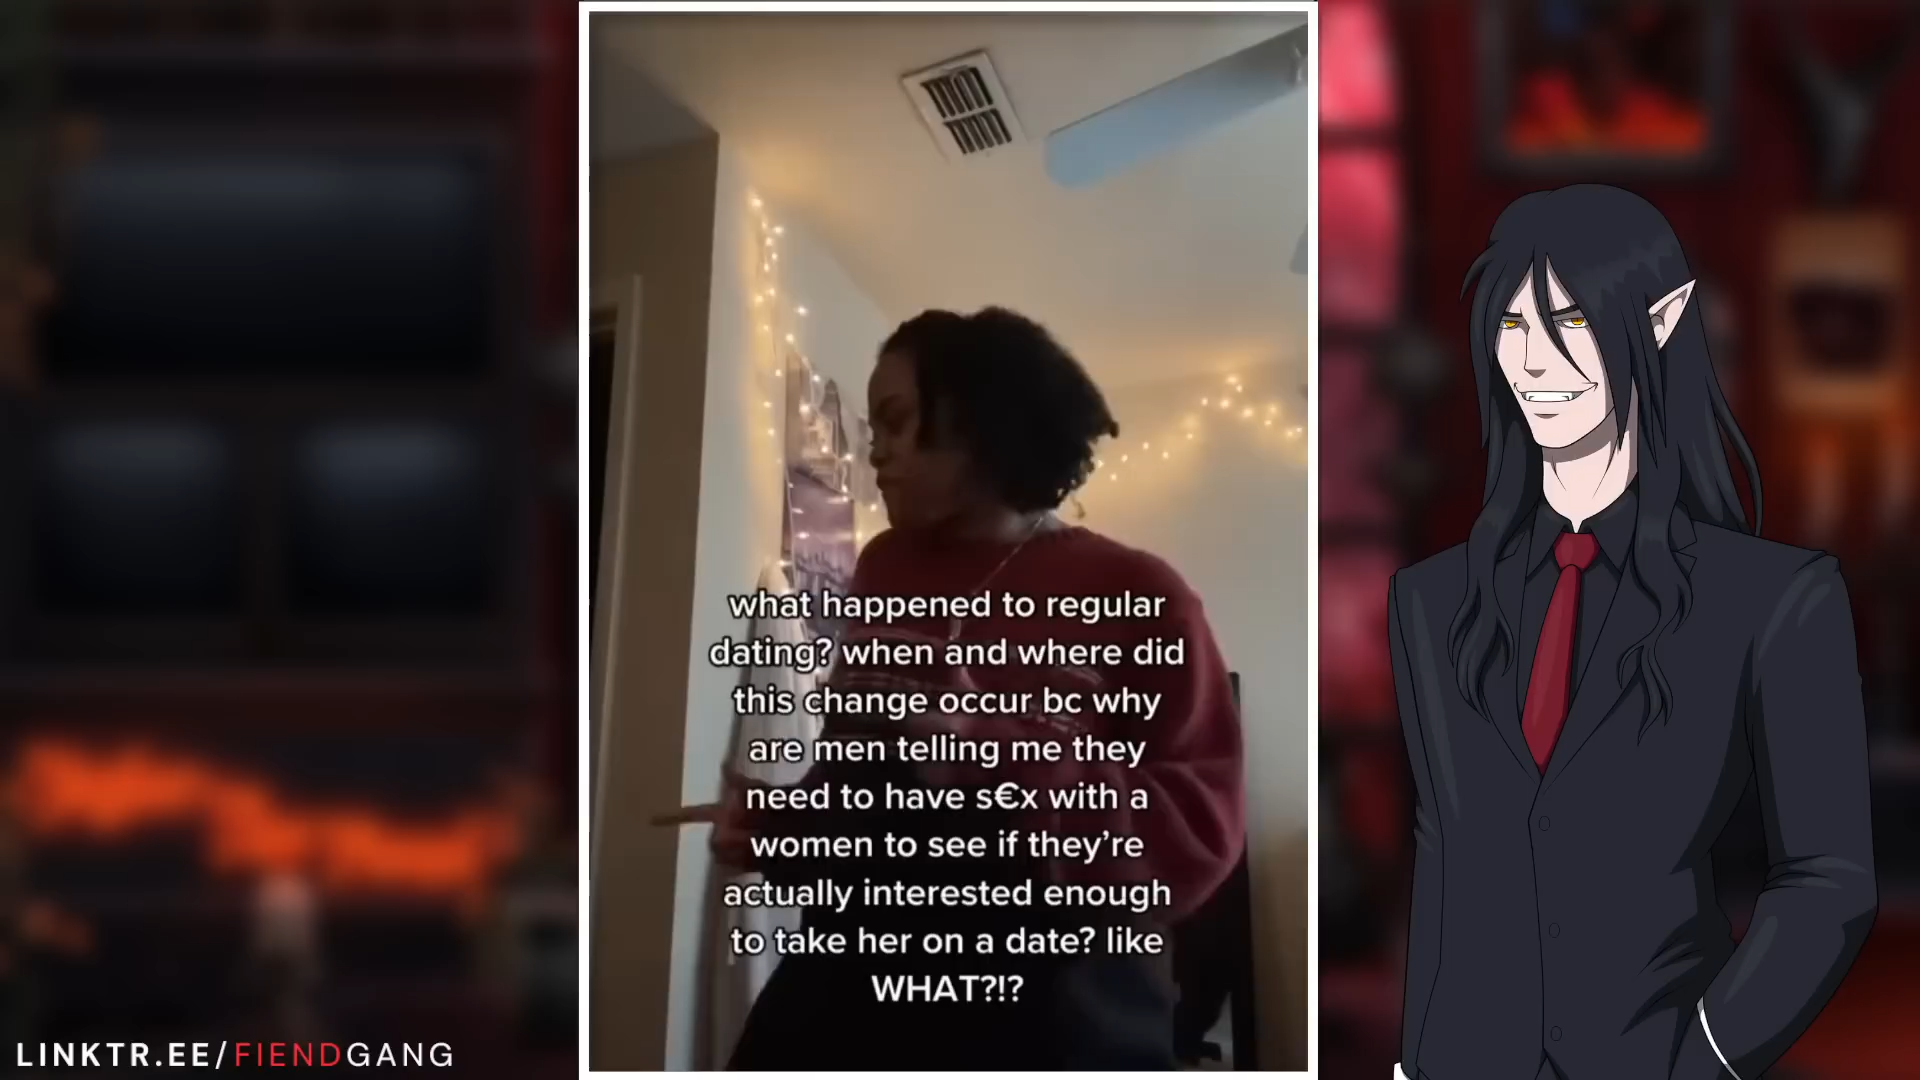 what happened to regular
dating? when and where did
this change occur bc why
are men telling me they
need to have s€x with a
women to see if they're
actually interested enough
to take her on a date? like
WHAT?!?
LINKTR.EE/FIENDGANG